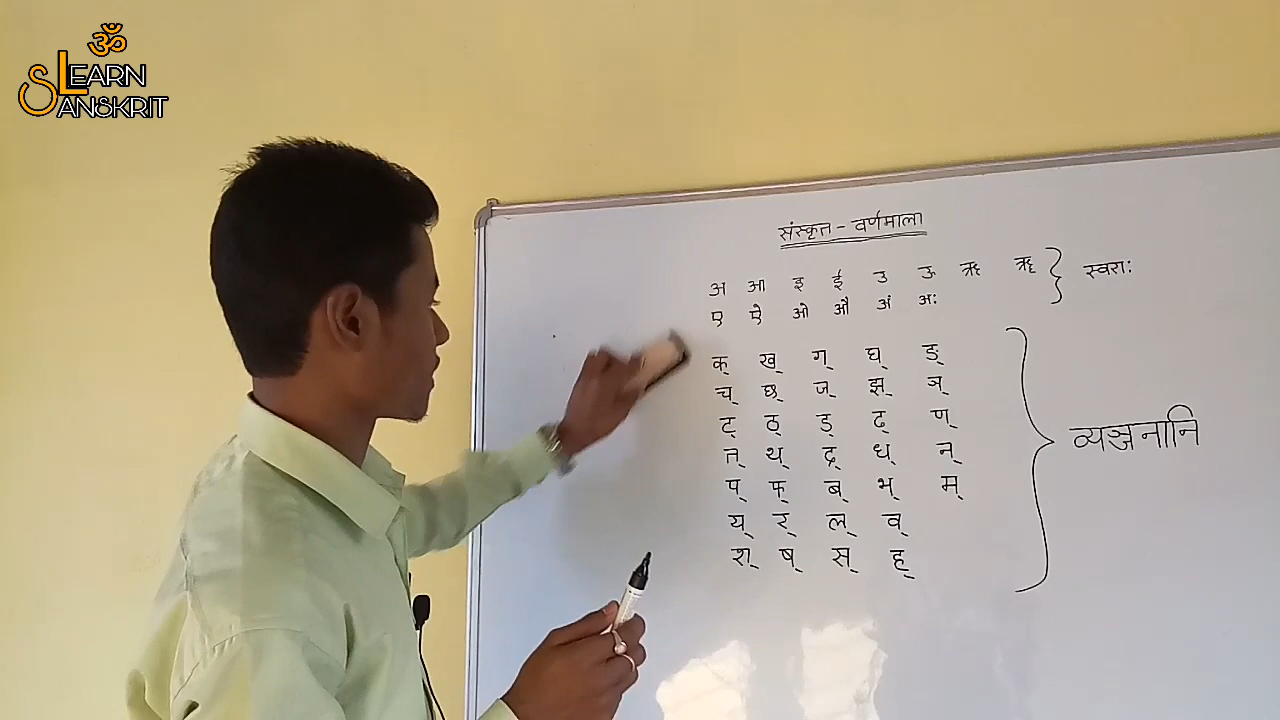 ॐ
LEARN
SANSKRIT
संस्कृत - वर्णमाला
अ आ इ ई उ ऊ ऋ ॠ } स्वराः
ए ऐ ओ औ अं अः
क् ख् ग् घ् ङ्
च् छ् ज् झ् ञ्
ट् ठ् ड् ढ् ण्
त् थ् द् ध् न्
प् फ् ब् भ् म्
य् र् ल् व्
श् ष् स् ह्
} व्यञ्जनानि